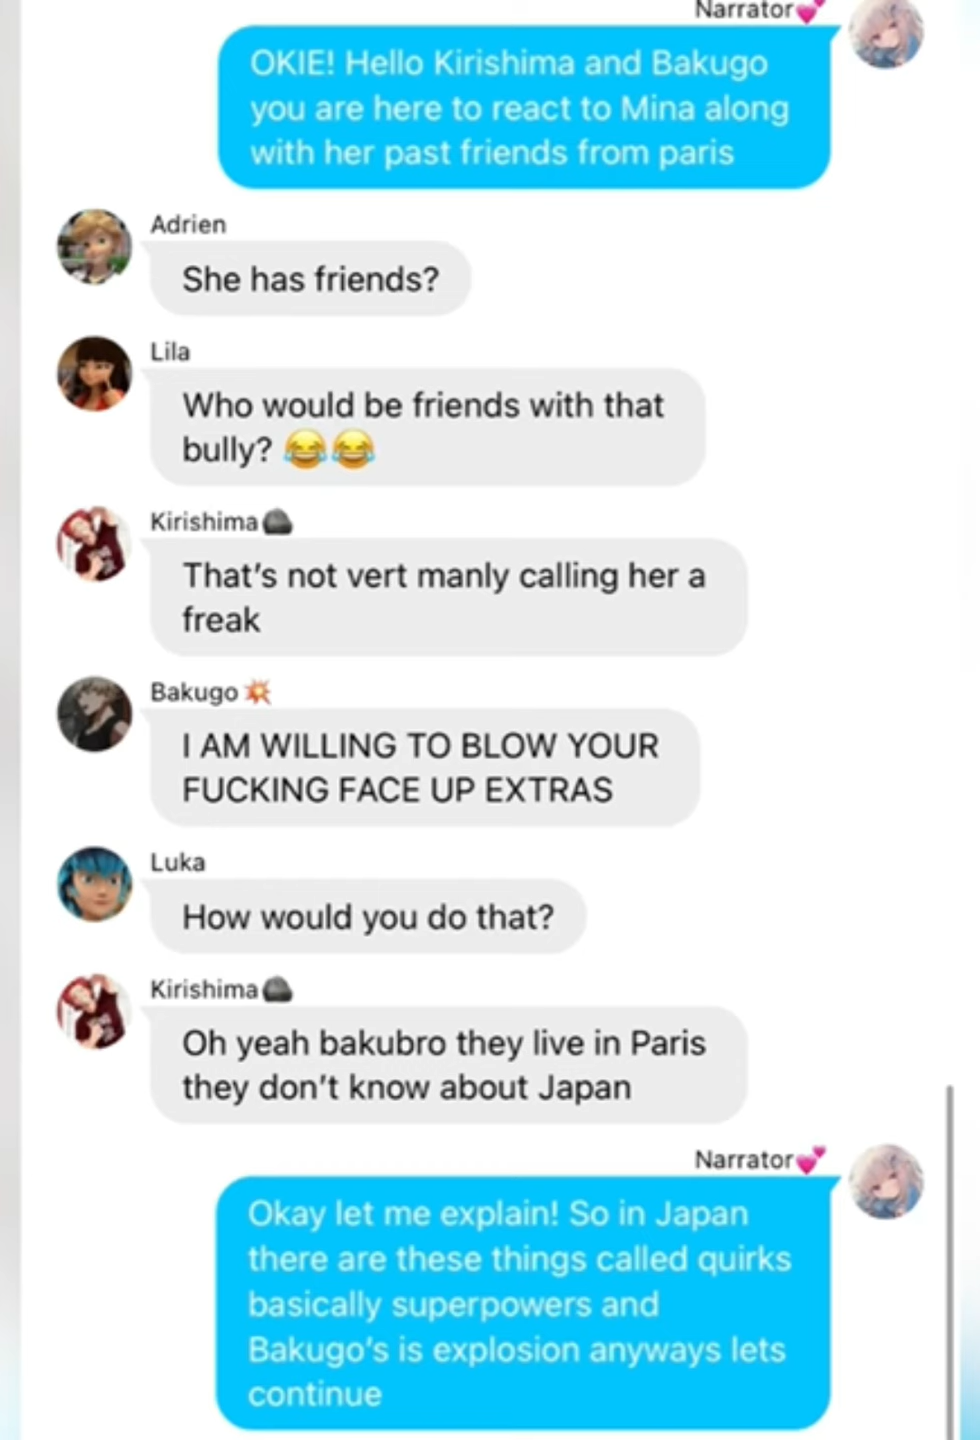 Narrator💕
OKIE! Hello Kirishima and Bakugo
you are here to react to Mina along
with her past friends from paris
Adrien
She has friends?
Lila
Who would be friends with that
bully? 😂😂
Kirishima🪨
That's not vert manly calling her a
freak
Bakugo 💥
I AM WILLING TO BLOW YOUR
FUCKING FACE UP EXTRAS
Luka
How would you do that?
Kirishima🪨
Oh yeah bakubro they live in Paris
they don't know about Japan
Narrator💕
Okay let me explain! So in Japan
there are these things called quirks
basically superpowers and
Bakugo's is explosion anyways lets
continue